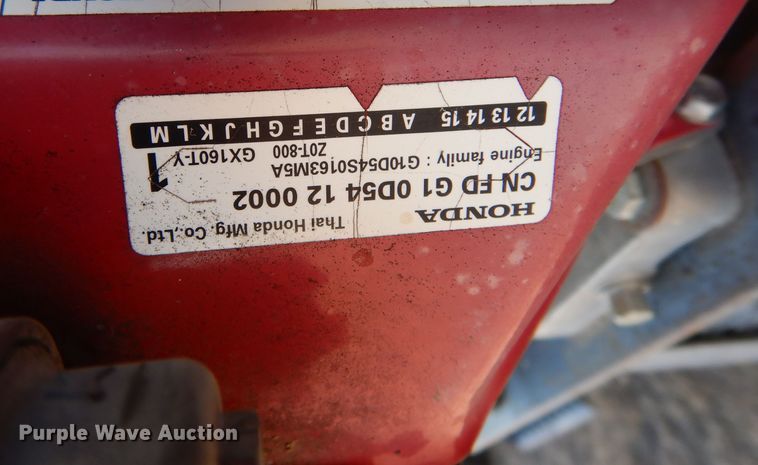 HONDA Thai Honda Mfg. Co.,Ltd.
CN FD G1 0D54 12 0002
Engine family : G10D54S0163M5A
Z0T-800 GX160T-Y 1
12 13 14 15 A B C D E F G H J K L M
Purple Wave Auction